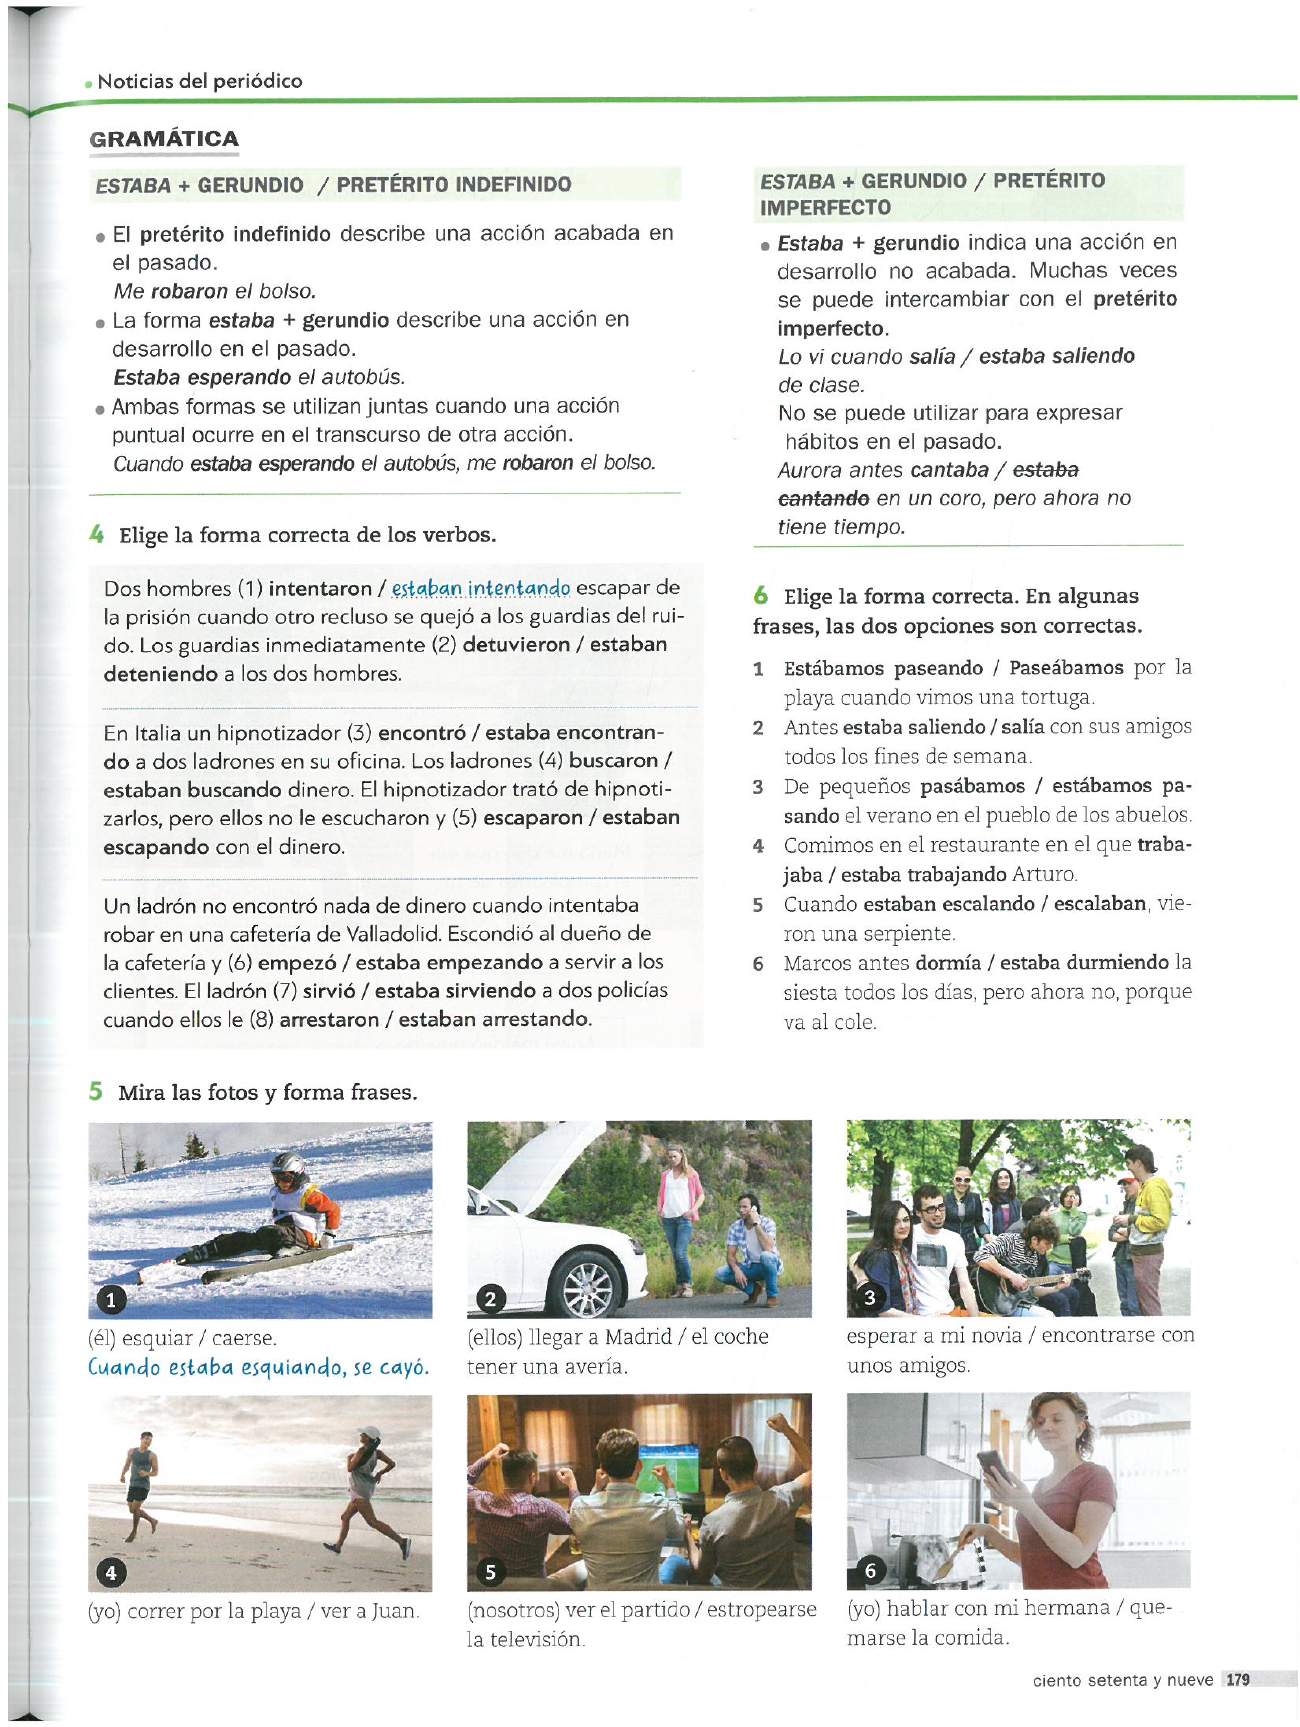 • Noticias del periódico
GRAMÁTICA
ESTABA + GERUNDIO / PRETÉRITO INDEFINIDO
• El pretérito indefinido describe una acción acabada en
el pasado.
Me robaron el bolso.
• La forma estaba + gerundio describe una acción en
desarrollo en el pasado.
Estaba esperando el autobús.
• Ambas formas se utilizan juntas cuando una acción
puntual ocurre en el transcurso de otra acción.
Cuando estaba esperando el autobús, me robaron el bolso.
4 Elige la forma correcta de los verbos.
Dos hombres (1) intentaron / estaban intentando escapar de
la prisión cuando otro recluso se quejó a los guardias del rui-
do. Los guardias inmediatamente (2) detuvieron / estaban
deteniendo a los dos hombres.
En Italia un hipnotizador (3) encontró / estaba encontran-
do a dos ladrones en su oficina. Los ladrones (4) buscaron /
estaban buscando dinero. El hipnotizador trató de hipnoti-
zarlos, pero ellos no le escucharon y (5) escaparon / estaban
escapando con el dinero.
Un ladrón no encontró nada de dinero cuando intentaba
robar en una cafetería de Valladolid. Escondió al dueño de
la cafetería y (6) empezó / estaba empezando a servir a los
clientes. El ladrón (7) sirvió / estaba sirviendo a dos policías
cuando ellos le (8) arrestaron / estaban arrestando.
ESTABA + GERUNDIO / PRETÉRITO
IMPERFECTO
• Estaba + gerundio indica una acción en
desarrollo no acabada. Muchas veces
se puede intercambiar con el pretérito
imperfecto.
Lo vi cuando salía / estaba saliendo
de clase.
No se puede utilizar para expresar
hábitos en el pasado.
Aurora antes cantaba / estaba
cantando en un coro, pero ahora no
tiene tiempo.
6 Elige la forma correcta. En algunas
frases, las dos opciones son correctas.
1 Estábamos paseando / Paseábamos por la
playa cuando vimos una tortuga.
2 Antes estaba saliendo / salía con sus amigos
todos los fines de semana.
3 De pequeños pasábamos / estábamos pa-
sando el verano en el pueblo de los abuelos.
4 Comimos en el restaurante en el que traba-
jaba / estaba trabajando Arturo.
5 Cuando estaban escalando / escalaban, vie-
ron una serpiente.
6 Marcos antes dormía / estaba durmiendo la
siesta todos los días, pero ahora no, porque
va al cole.
5 Mira las fotos y forma frases.
1
(él) esquiar / caerse.
Cuando estaba esquiando, se cayó.
2
(ellos) llegar a Madrid / el coche
tener una avería.
3
esperar a mi novia / encontrarse con
unos amigos.
4
(yo) correr por la playa / ver a Juan.
5
(nosotros) ver el partido / estropearse
la televisión.
6
(yo) hablar con mi hermana / que-
marse la comida.
ciento setenta y nueve 179